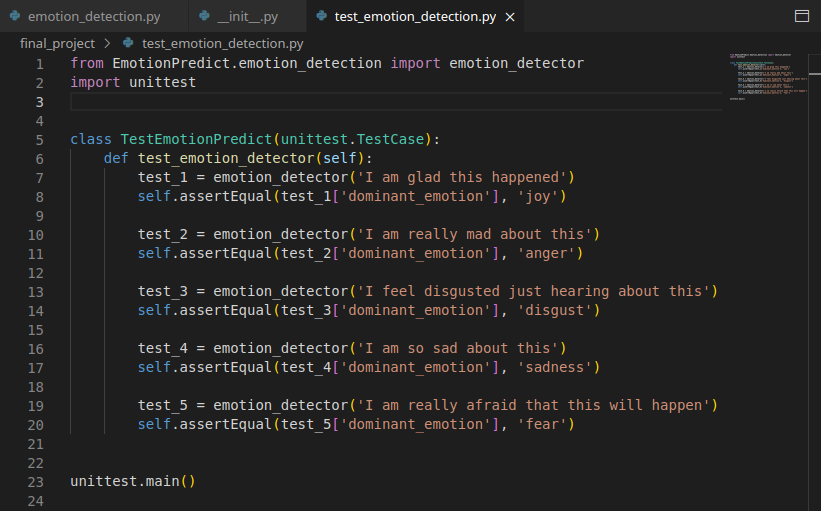 emotion_detection.py __init__.py test_emotion_detection.py
final_project > test_emotion_detection.py
1 from EmotionPredict.emotion_detection import emotion_detector
2 import unittest
3
4
5 class TestEmotionPredict(unittest.TestCase):
6 def test_emotion_detector(self):
7 test_1 = emotion_detector('I am glad this happened')
8 self.assertEqual(test_1['dominant_emotion'], 'joy')
9
10 test_2 = emotion_detector('I am really mad about this')
11 self.assertEqual(test_2['dominant_emotion'], 'anger')
12
13 test_3 = emotion_detector('I feel disgusted just hearing about this')
14 self.assertEqual(test_3['dominant_emotion'], 'disgust')
15
16 test_4 = emotion_detector('I am so sad about this')
17 self.assertEqual(test_4['dominant_emotion'], 'sadness')
18
19 test_5 = emotion_detector('I am really afraid that this will happen')
20 self.assertEqual(test_5['dominant_emotion'], 'fear')
21
22
23 unittest.main()
24